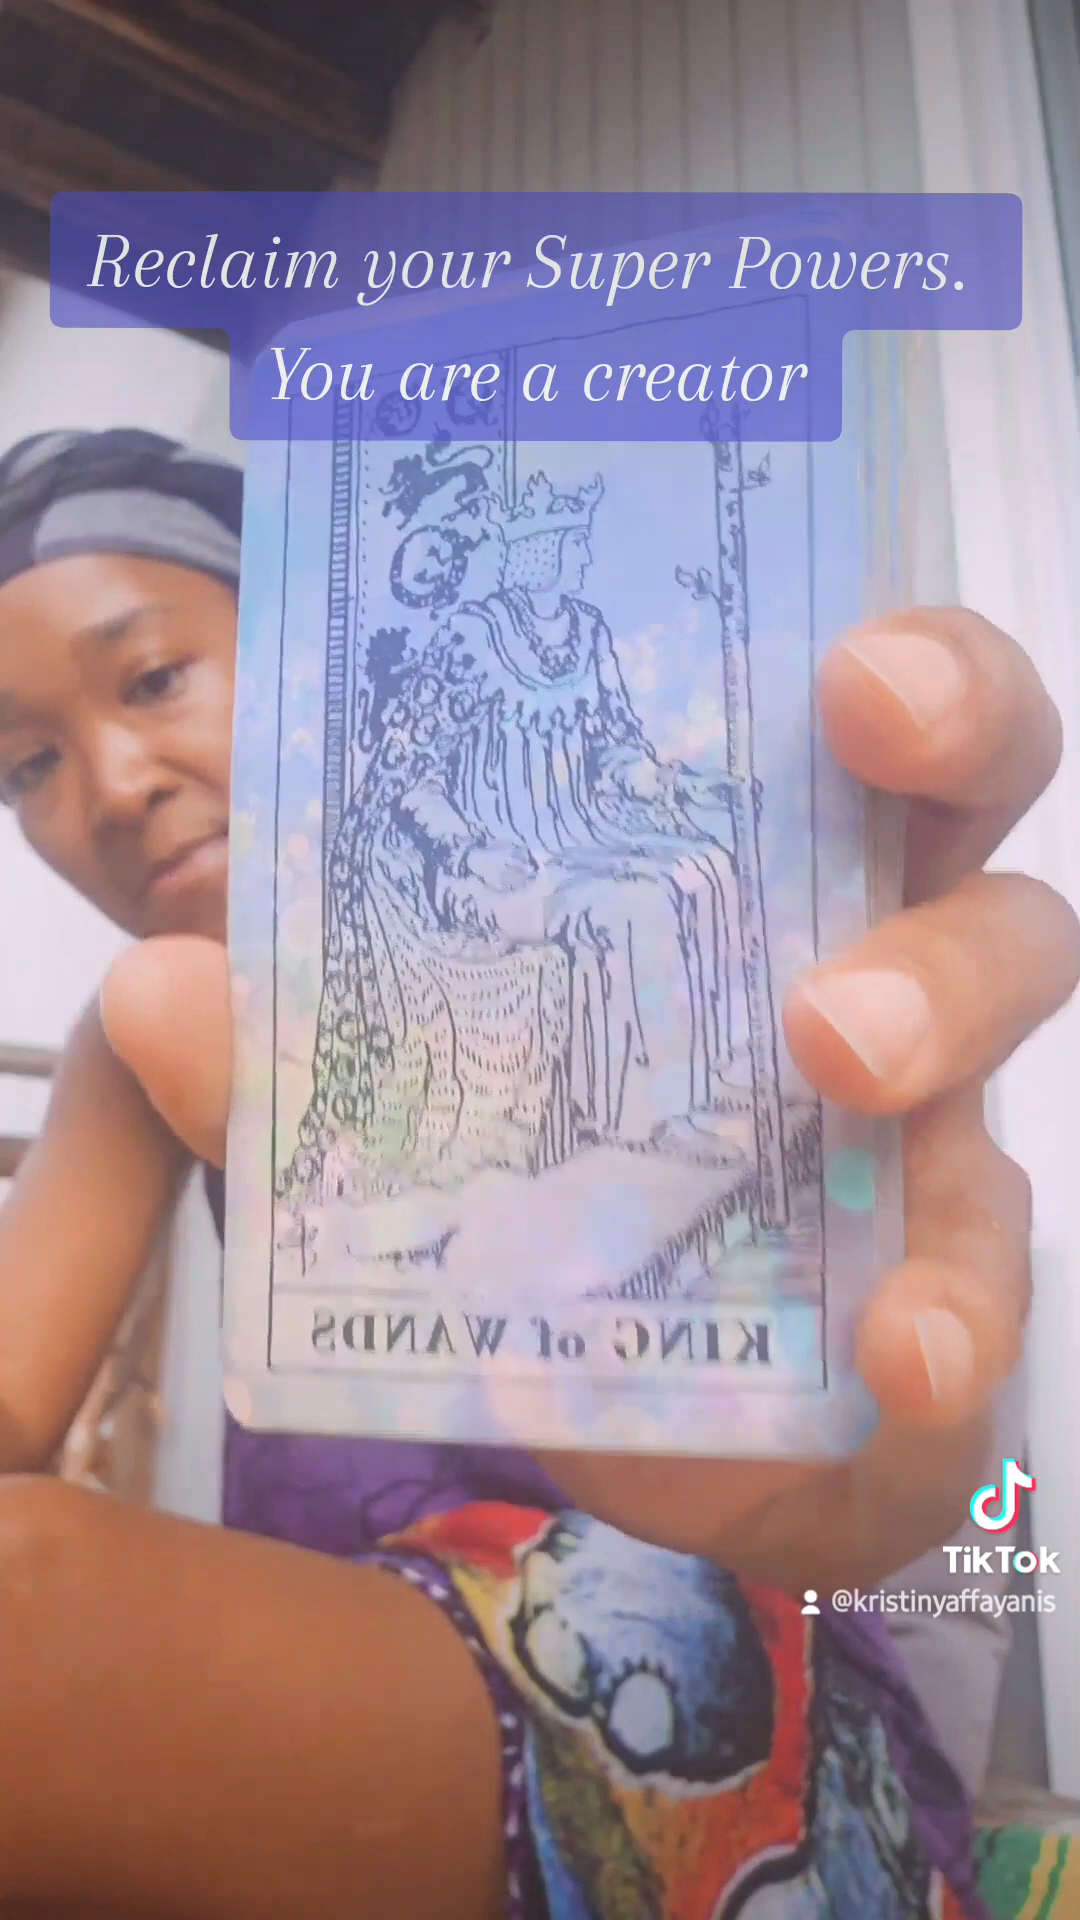 Reclaim your Super Powers.
You are a creator
KING of WANDS
TikTok
@kristinyaffayanis